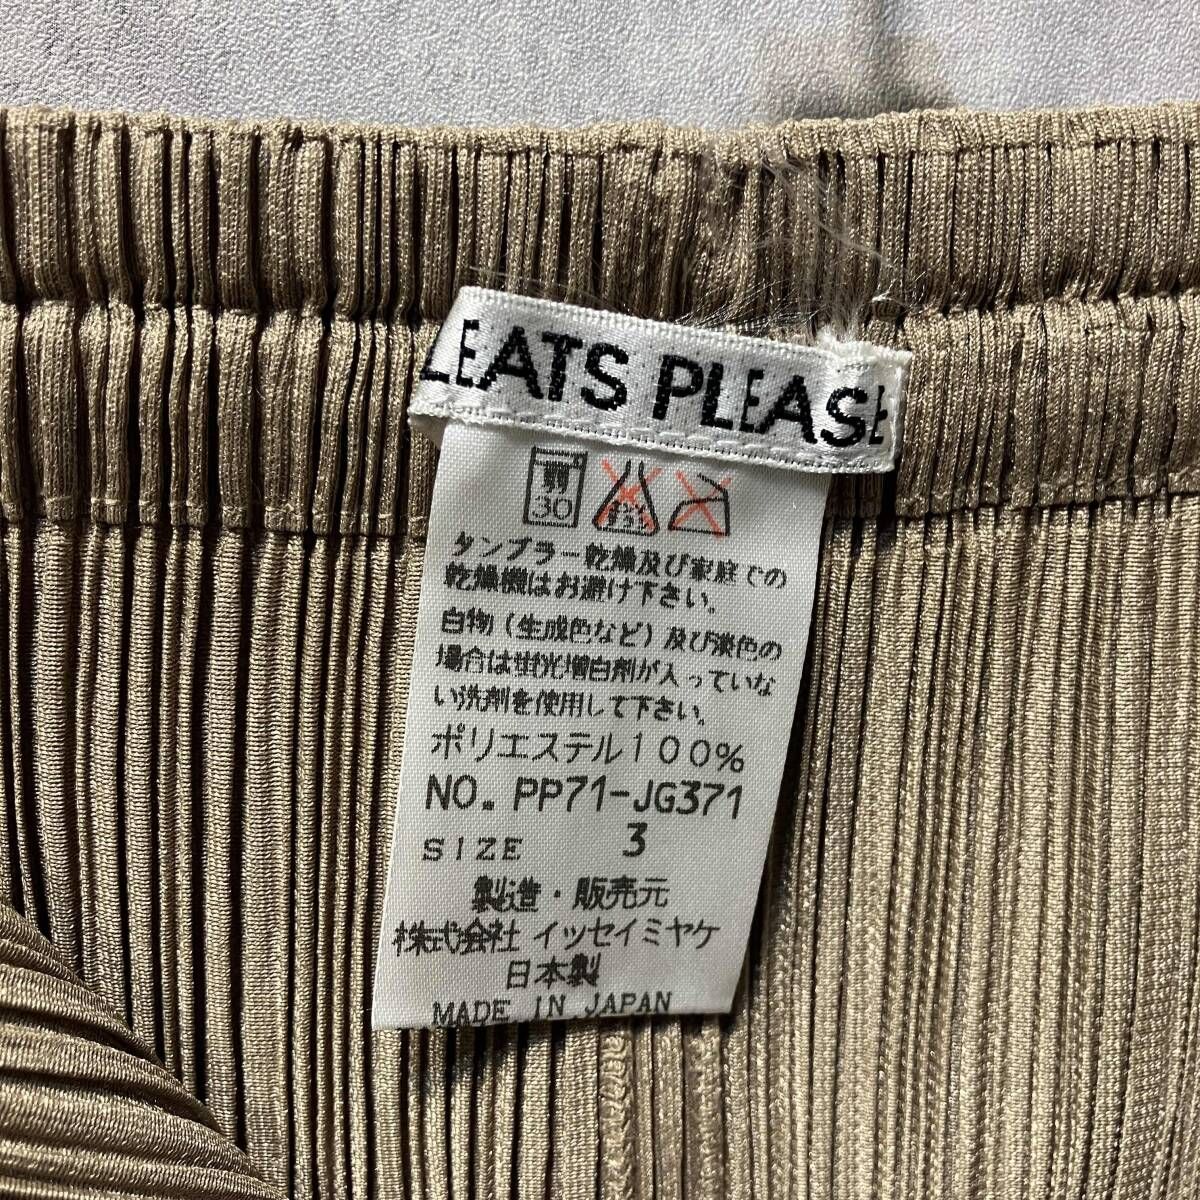 LEATS PLEASE
30
タンブラー乾燥及び家庭での
乾燥機はお避け下さい。
白物(生成色など)及び淡色の
場合は蛍光増白剤が入っていな
い洗剤を使用して下さい。
ポリエステル100%
NO. PP71-JG371
SIZE 3
製造・販売元
株式会社 イッセイミヤケ
日本製
MADE IN JAPAN